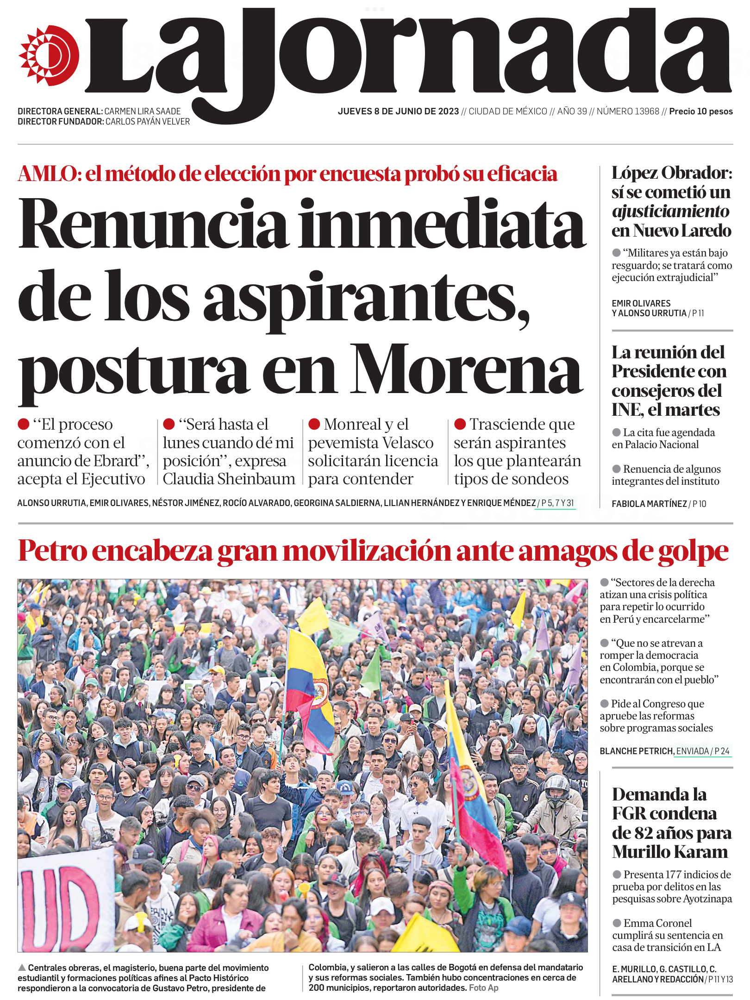 LaJornada
DIRECTORA GENERAL: CARMEN LIRA SAADE
DIRECTOR FUNDADOR: CARLOS PAYÁN VELVER
JUEVES 8 DE JUNIO DE 2023 // CIUDAD DE MÉXICO // AÑO 39 // NÚMERO 13968 // Precio 10 pesos
AMLO: el método de elección por encuesta probó su eficacia
Renuncia inmediata
de los aspirantes,
postura en Morena
● “El proceso
comenzó con el
anuncio de Ebrard”,
acepta el Ejecutivo
● “Será hasta el
lunes cuando dé mi
posición”, expresa
Claudia Sheinbaum
● Monreal y el
pevemista Velasco
solicitarán licencia
para contender
● Trasciende que
serán aspirantes
los que plantearán
tipos de sondeos
ALONSO URRUTIA, EMIR OLIVARES, NÉSTOR JIMÉNEZ, ROCÍO ALVARADO, GEORGINA SALDIERNA, LILIAN HERNÁNDEZ Y ENRIQUE MÉNDEZ / P 5, 7 Y 31
López Obrador:
sí se cometió un
ajusticiamiento
en Nuevo Laredo
● “Militares ya están bajo
resguardo; se tratará como
ejecución extrajudicial”
EMIR OLIVARES
Y ALONSO URRUTIA / P 11
La reunión del
Presidente con
consejeros del
INE, el martes
● La cita fue agendada
en Palacio Nacional
● Renuencia de algunos
integrantes del instituto
FABIOLA MARTÍNEZ / P 10
Petro encabeza gran movilización ante amagos de golpe
UD
● “Sectores de la derecha
atizan una crisis política
para repetir lo ocurrido
en Perú y encarcelarme”
● “Que no se atrevan a
romper la democracia
en Colombia, porque se
encontrarán con el pueblo”
● Pide al Congreso que
apruebe las reformas
sobre programas sociales
BLANCHE PETRICH, ENVIADA / P 24
Demanda la
FGR condena
de 82 años para
Murillo Karam
● Presenta 177 indicios de
prueba por delitos en las
pesquisas sobre Ayotzinapa
● Emma Coronel
cumplirá su sentencia en
casa de transición en LA
E. MURILLO, G. CASTILLO, C.
ARELLANO Y REDACCIÓN / P 11 Y 13
▲ Centrales obreras, el magisterio, buena parte del movimiento
estudiantil y formaciones políticas afines al Pacto Histórico
respondieron a la convocatoria de Gustavo Petro, presidente de
Colombia, y salieron a las calles de Bogotá en defensa del mandatario
y sus reformas sociales. También hubo concentraciones en cerca de
200 municipios, reportaron autoridades. Foto Ap